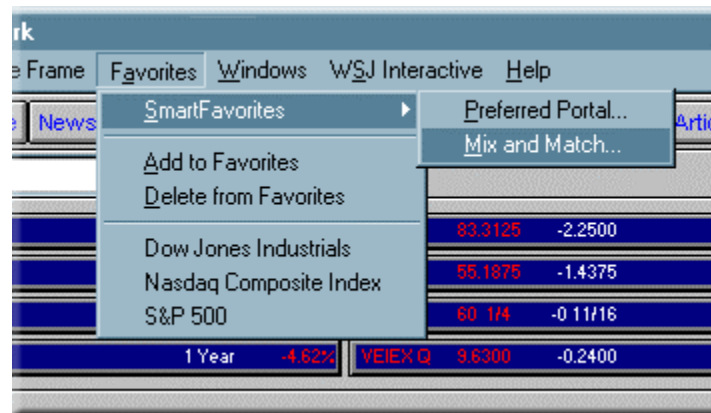 rk
e Frame Favorites Windows WSJ Interactive Help
e News Artic
SmartFavorites Preferred Portal...
Mix and Match...
Add to Favorites
Delete from Favorites
Dow Jones Industrials 83.3125 -2.2500
Nasdaq Composite Index 55.1875 -1.4375
S&P 500 60 1/4 -0 11/16
1 Year -4.62% VEIEX Q 9.6300 -0.2400